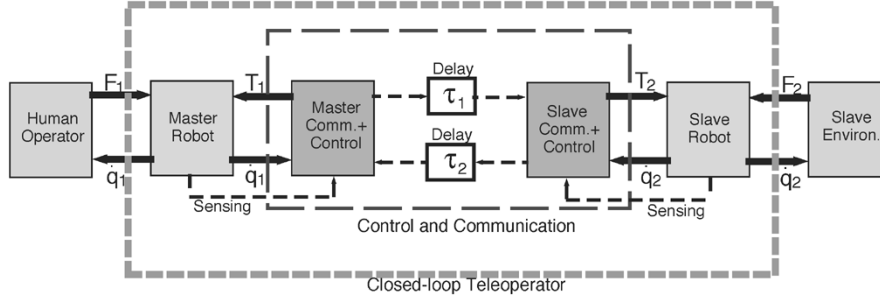 F₁
T₁
Delay
T₂
F₂
Human
Operator
Master
Robot
Master
Comm.+
Control
τ₁
Slave
Comm.+
Control
Slave
Robot
Slave
Environ.
Delay
τ₂
q̇₁
q̇₁
q̇₂
q̇₂
Sensing
Sensing
Control and Communication
Closed-loop Teleoperator